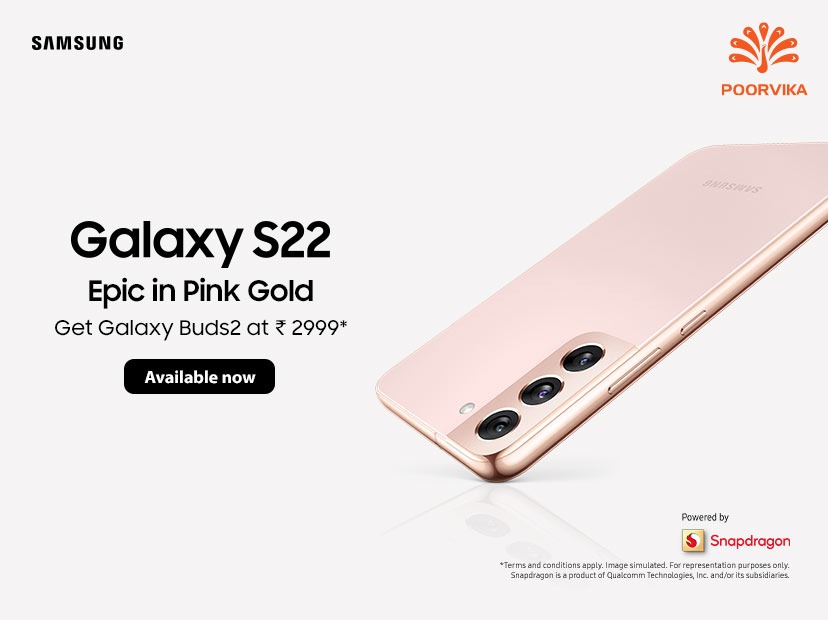 SAMSUNG
POORVIKA
SAMSUNG
Galaxy S22
Epic in Pink Gold
Get Galaxy Buds2 at ₹ 2999*
Available now
Powered by
Snapdragon
*Terms and conditions apply. Image simulated. For representation purposes only.
Snapdragon is a product of Qualcomm Technologies, Inc. and/or its subsidiaries.